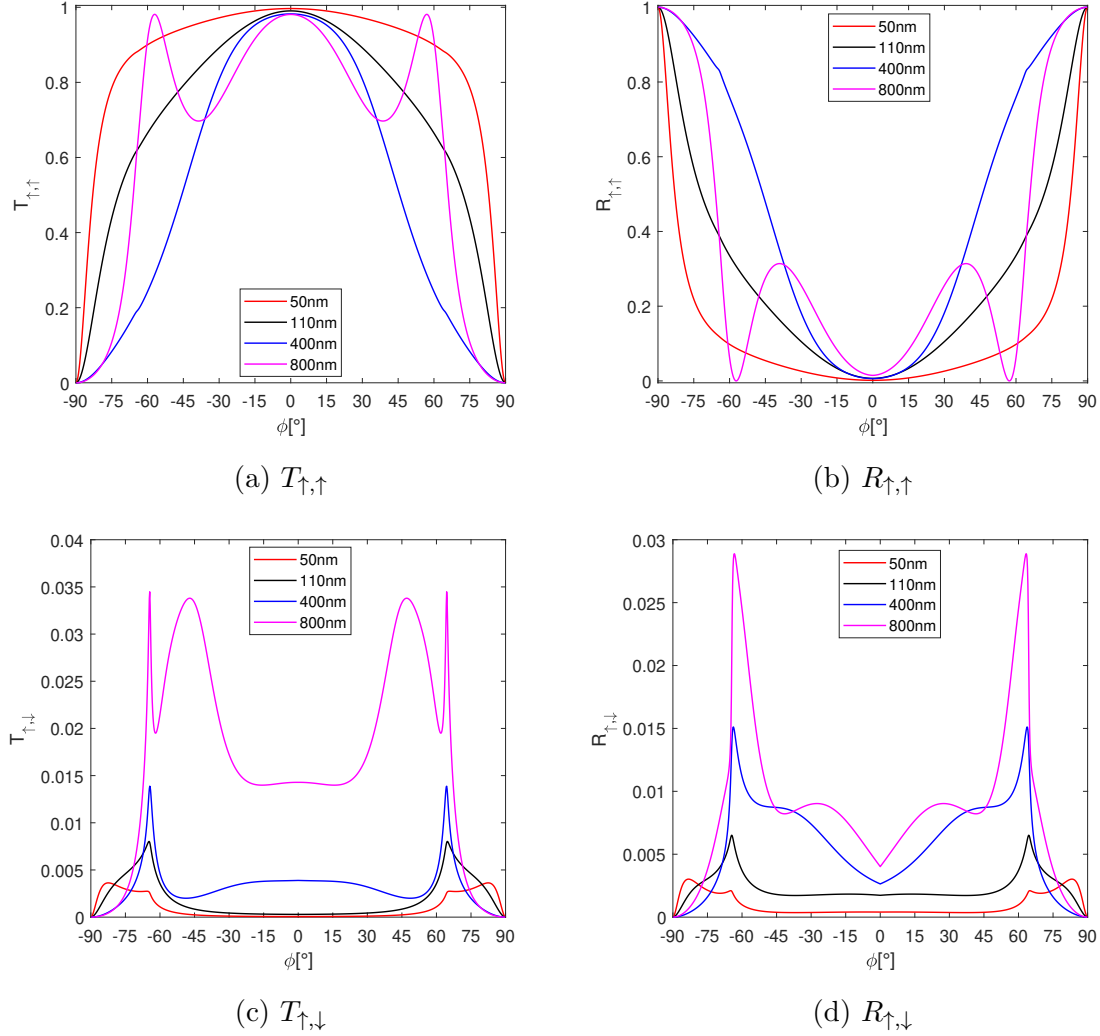 1
0.8
0.6
0.4
0.2
0
T↑,↑
50nm
110nm
400nm
800nm
-90 -75 -60 -45 -30 -15 0 15 30 45 60 75 90
ϕ[°]
(a) T↑,↑
1
0.8
0.6
0.4
0.2
0
R↑,↑
50nm
110nm
400nm
800nm
-90 -75 -60 -45 -30 -15 0 15 30 45 60 75 90
ϕ[°]
(b) R↑,↑
0.04
0.035
0.03
0.025
0.02
0.015
0.01
0.005
0
T↑,↓
50nm
110nm
400nm
800nm
-90 -75 -60 -45 -30 -15 0 15 30 45 60 75 90
ϕ[°]
(c) T↑,↓
0.03
0.025
0.02
0.015
0.01
0.005
0
R↑,↓
50nm
110nm
400nm
800nm
-90 -75 -60 -45 -30 -15 0 15 30 45 60 75 90
ϕ[°]
(d) R↑,↓